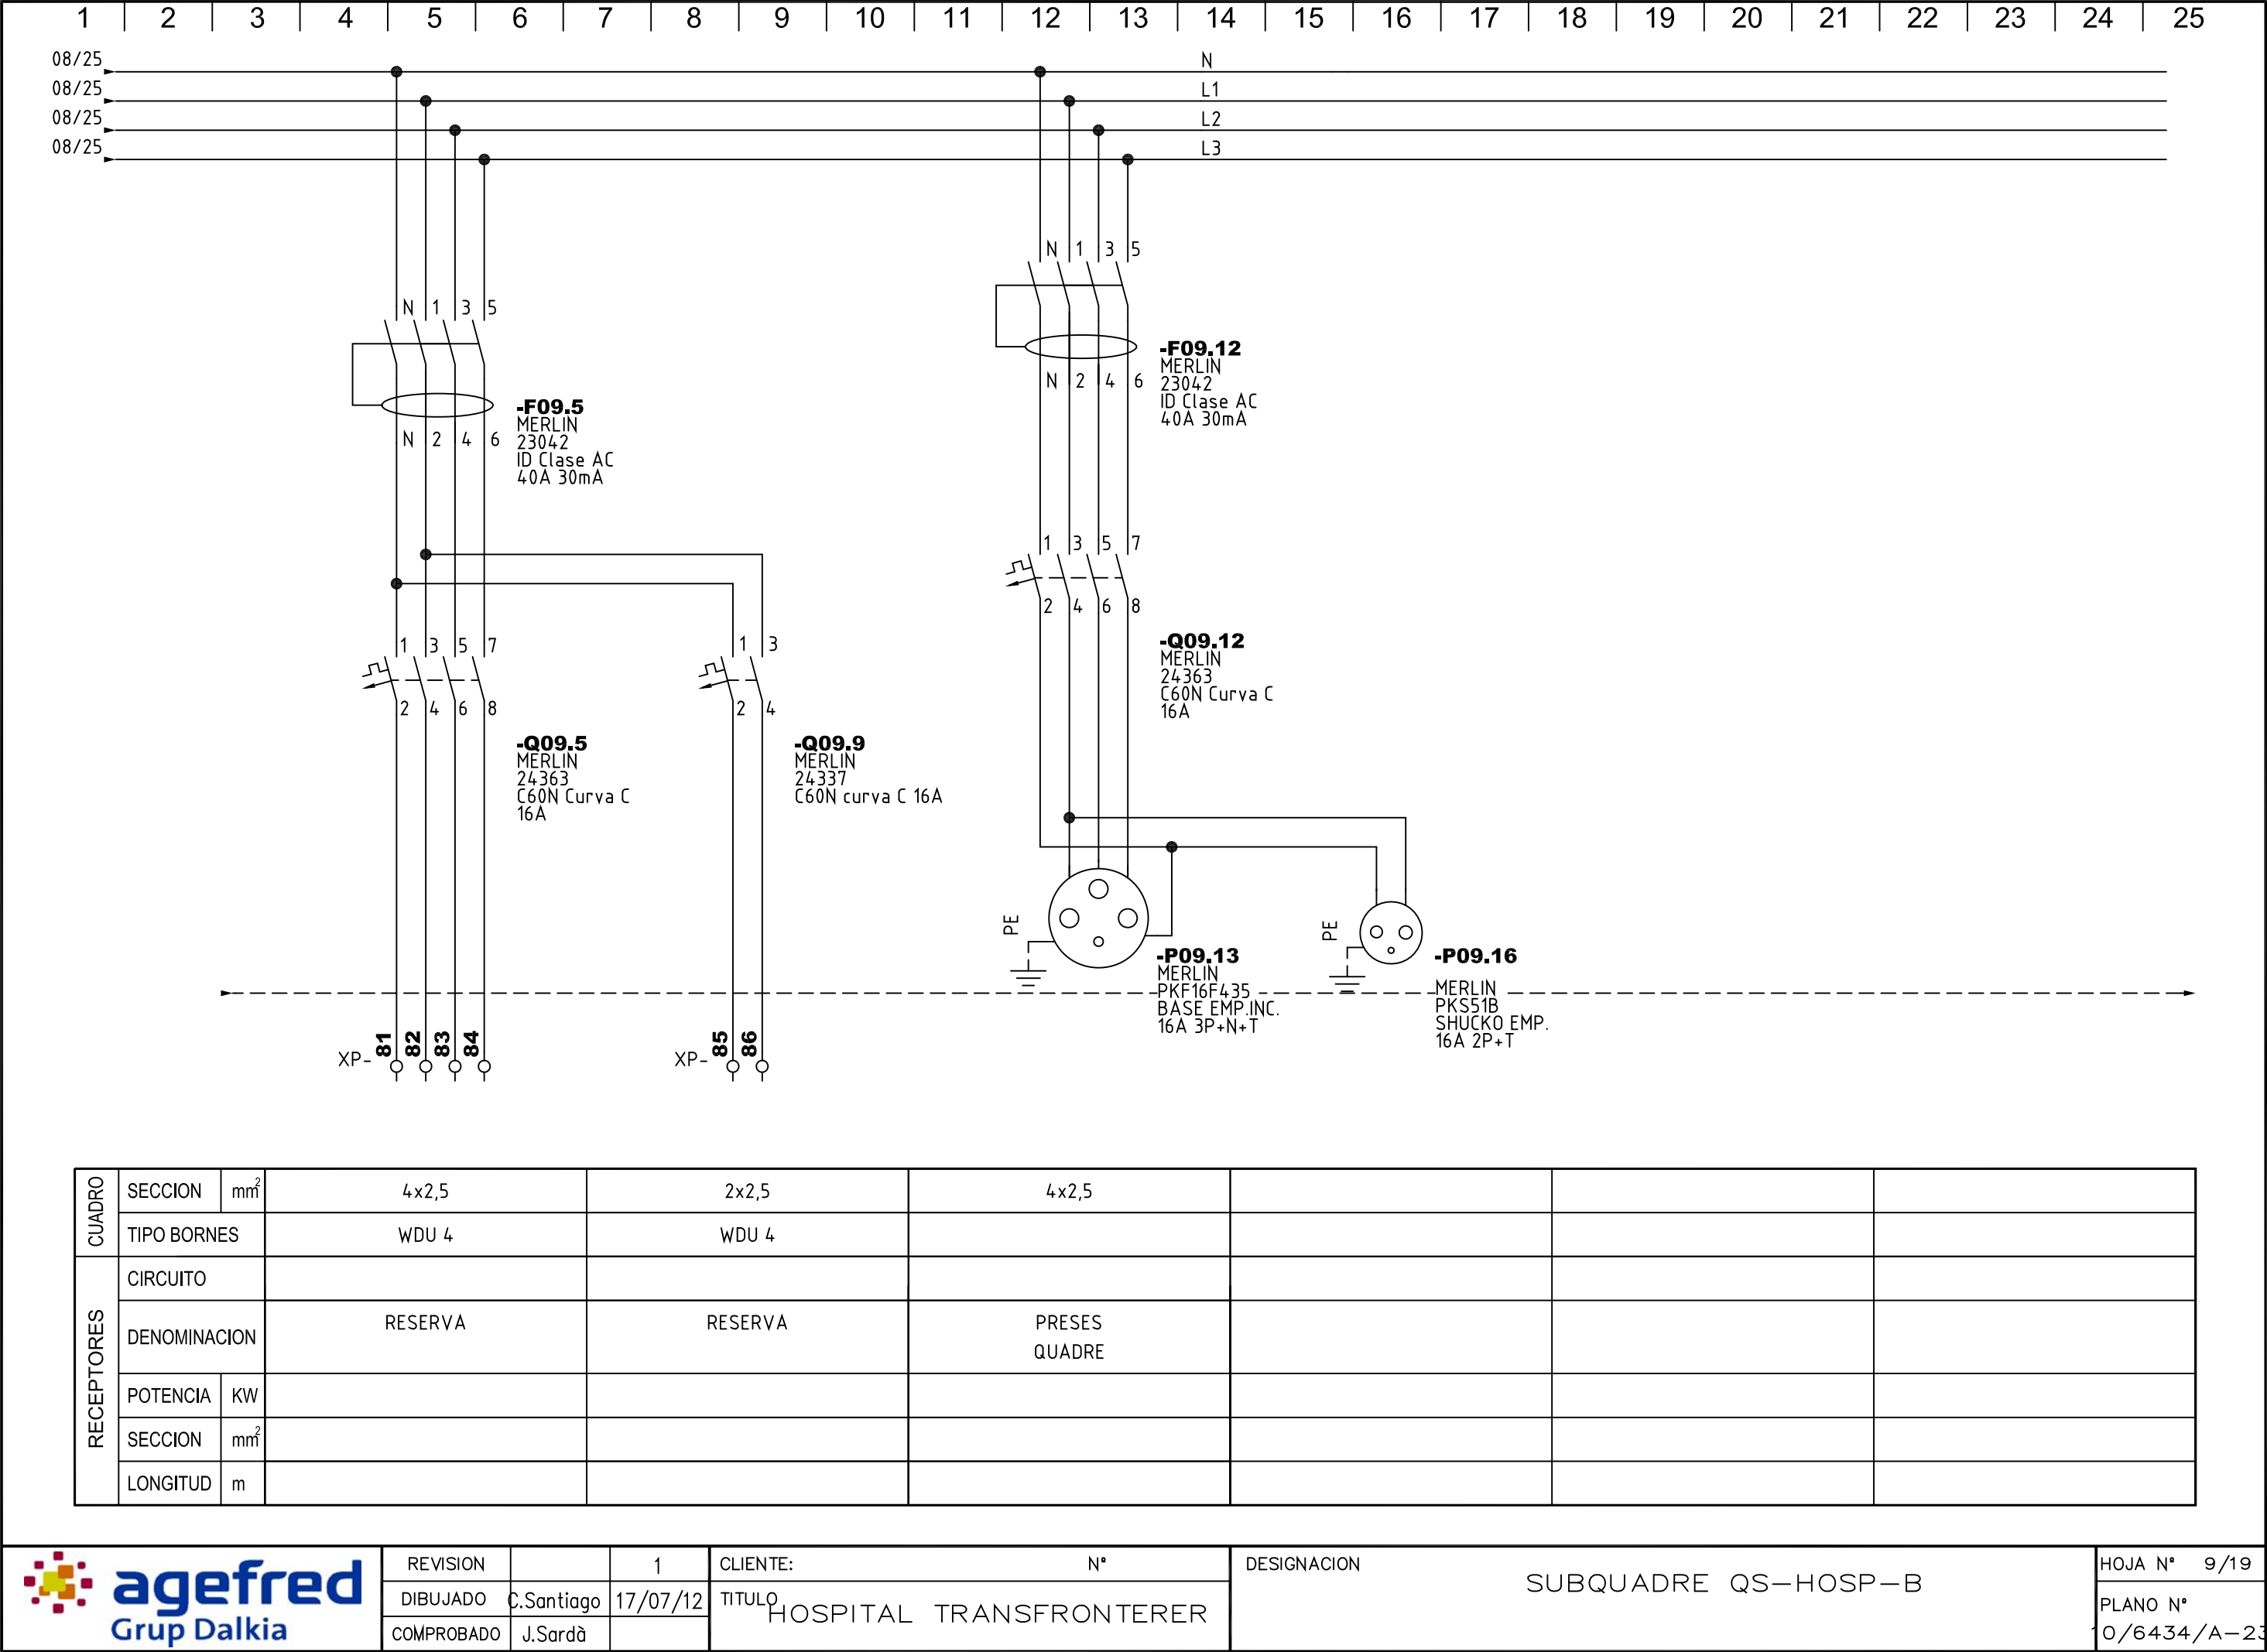 1 2 3 4 5 6 7 8 9 10 11 12 13 14 15 16 17 18 19 20 21 22 23 24 25
08/25 N
08/25 L1
08/25 L2
08/25 L3
N 1 3 5
N 2 4 6
-F09.5
MERLIN
23042
ID Clase AC
40A 30mA
1 3 5 7
2 4 6 8
-Q09.5
MERLIN
24363
C60N Curva C
16A
1 3
2 4
-Q09.9
MERLIN
24337
C60N curva C 16A
N 1 3 5
N 2 4 6
-F09.12
MERLIN
23042
ID Clase AC
40A 30mA
1 3 5 7
2 4 6 8
-Q09.12
MERLIN
24363
C60N Curva C
16A
PE
-P09.13
MERLIN
PKF16F435
BASE EMP.INC.
16A 3P+N+T
PE
-P09.16
MERLIN
PKS51B
SHUCKO EMP.
16A 2P+T
XP- 81 82 83 84
XP- 85 86
CUADRO
SECCION mm2 4x2,5 2x2,5 4x2,5
TIPO BORNES WDU 4 WDU 4
RECEPTORES
CIRCUITO
DENOMINACION RESERVA RESERVA PRESES
QUADRE
POTENCIA KW
SECCION mm2
LONGITUD m
agefred
Grup Dalkia
REVISION 1
DIBUJADO C.Santiago 17/07/12
COMPROBADO J.Sardà
CLIENTE: Nº
TITULO
HOSPITAL TRANSFRONTERER
DESIGNACION
SUBQUADRE QS-HOSP-B
HOJA Nº 9/19
PLANO Nº
10/6434/A-23